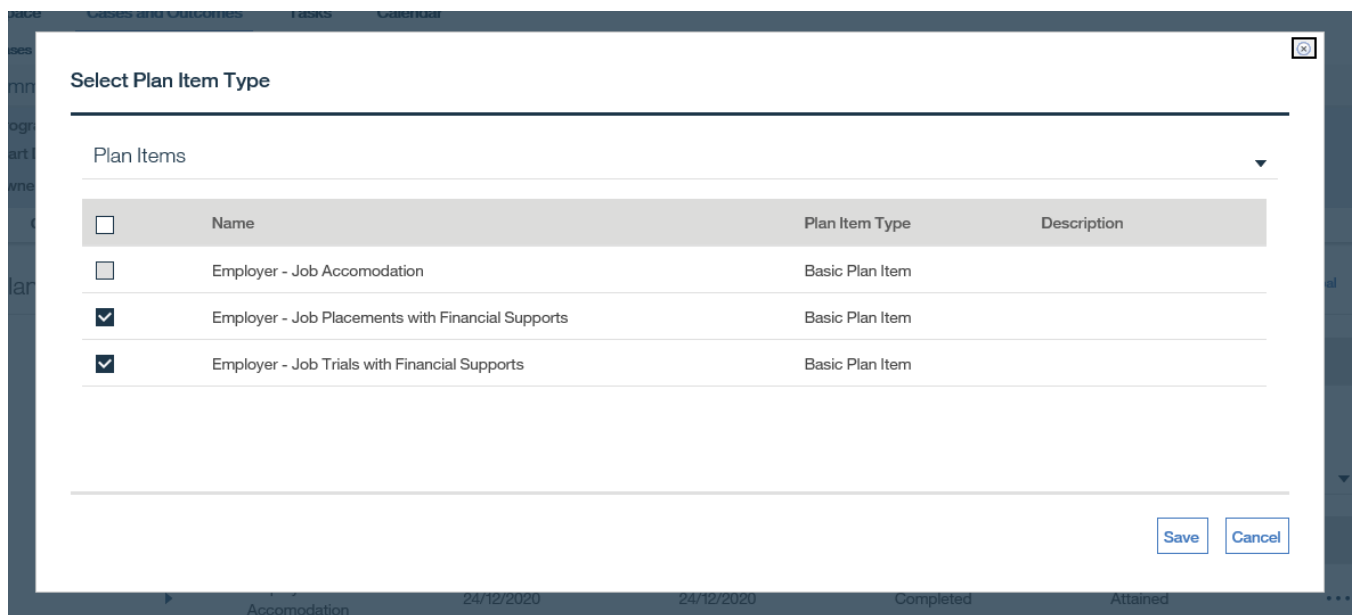 Cases and Outcomes Tasks Calendar
Select Plan Item Type
Plan Items
Name Plan Item Type Description
Employer - Job Accomodation Basic Plan Item
Employer - Job Placements with Financial Supports Basic Plan Item
Employer - Job Trials with Financial Supports Basic Plan Item
Save Cancel
24/12/2020 24/12/2020 Completed Attained
Accomodation